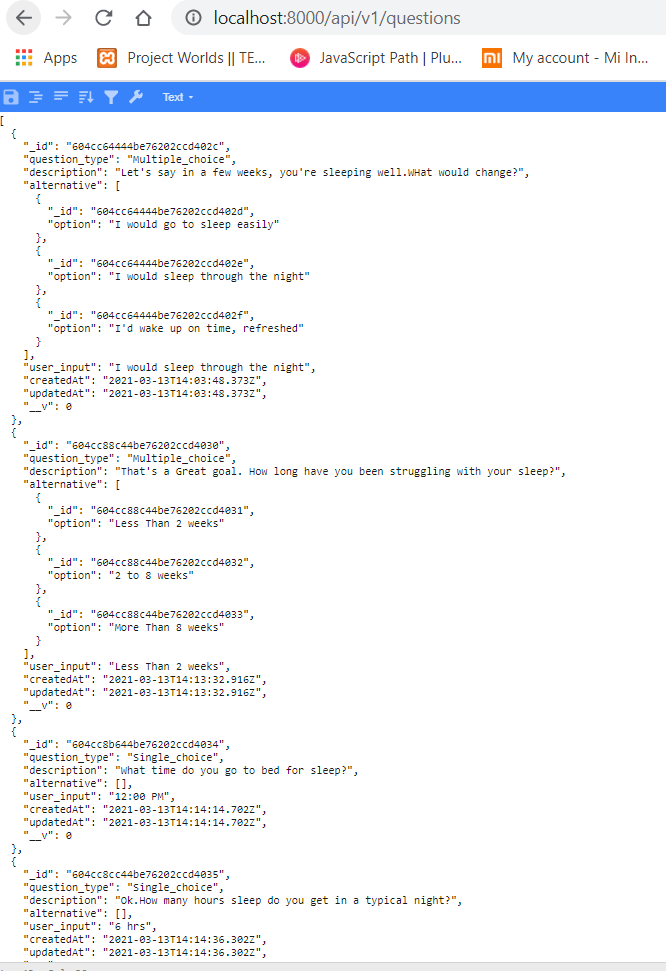 localhost:8000/api/v1/questions
Apps Project Worlds || TE... JavaScript Path | Plu... My account - Mi In...
Text
[
  {
    "_id": "604cc64444be76202ccd402c",
    "question_type": "Multiple_choice",
    "description": "Let's say in a few weeks, you're sleeping well.WHat would change?",
    "alternative": [
      {
        "_id": "604cc64444be76202ccd402d",
        "option": "I would go to sleep easily"
      },
      {
        "_id": "604cc64444be76202ccd402e",
        "option": "I would sleep through the night"
      },
      {
        "_id": "604cc64444be76202ccd402f",
        "option": "I'd wake up on time, refreshed"
      }
    ],
    "user_input": "I would sleep through the night",
    "createdAt": "2021-03-13T14:03:48.373Z",
    "updatedAt": "2021-03-13T14:03:48.373Z",
    "__v": 0
  },
  {
    "_id": "604cc88c44be76202ccd4030",
    "question_type": "Multiple_choice",
    "description": "That's a Great goal. How long have you been struggling with your sleep?",
    "alternative": [
      {
        "_id": "604cc88c44be76202ccd4031",
        "option": "Less Than 2 weeks"
      },
      {
        "_id": "604cc88c44be76202ccd4032",
        "option": "2 to 8 weeks"
      },
      {
        "_id": "604cc88c44be76202ccd4033",
        "option": "More Than 8 weeks"
      }
    ],
    "user_input": "Less Than 2 weeks",
    "createdAt": "2021-03-13T14:13:32.916Z",
    "updatedAt": "2021-03-13T14:13:32.916Z",
    "__v": 0
  },
  {
    "_id": "604cc8b644be76202ccd4034",
    "question_type": "Single_choice",
    "description": "What time do you go to bed for sleep?",
    "alternative": [],
    "user_input": "12:00 PM",
    "createdAt": "2021-03-13T14:14:14.702Z",
    "updatedAt": "2021-03-13T14:14:14.702Z",
    "__v": 0
  },
  {
    "_id": "604cc8cc44be76202ccd4035",
    "question_type": "Single_choice",
    "description": "Ok.How many hours sleep do you get in a typical night?",
    "alternative": [],
    "user_input": "6 hrs",
    "createdAt": "2021-03-13T14:14:36.302Z",
    "updatedAt": "2021-03-13T14:14:36.302Z",